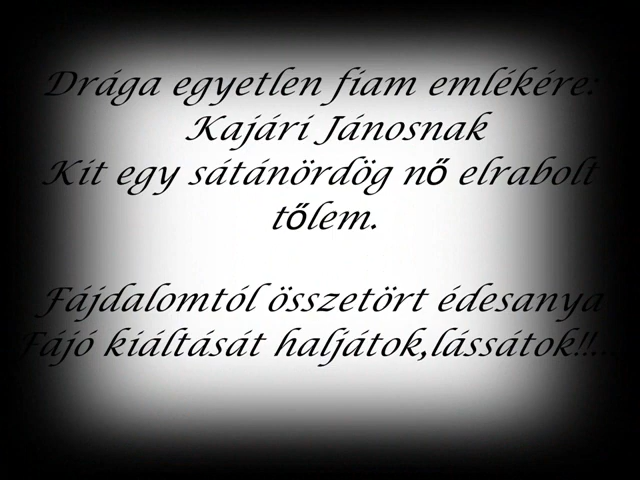 Drága egyetlen fiam emlékére:
Kajári Jánosnak
Kit egy sátánördög nő elrabolt
tőlem.
Fájdalomtól összetört édesanya
Fájó kiáltását haljátok,lássátok!!...